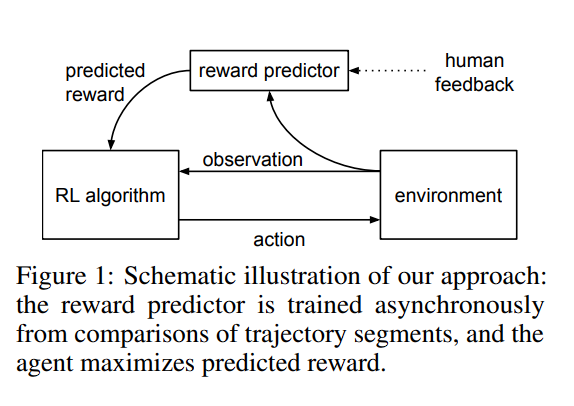 predicted
reward
reward predictor
human
feedback
observation
RL algorithm
environment
action
Figure 1: Schematic illustration of our approach:
the reward predictor is trained asynchronously
from comparisons of trajectory segments, and the
agent maximizes predicted reward.